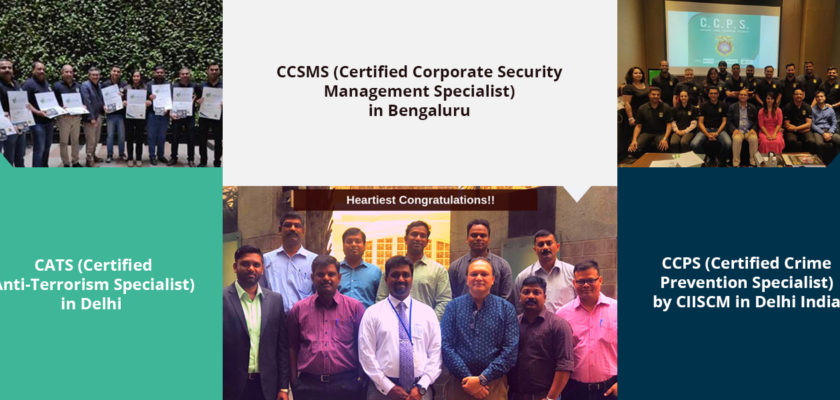 CCSMS (Certified Corporate Security
Management Specialist)
in Bengaluru
C.C.P.S.
Heartiest Congratulations!!
CATS (Certified
Anti-Terrorism Specialist)
in Delhi
CCPS (Certified Crime
Prevention Specialist)
by CIISCM in Delhi India